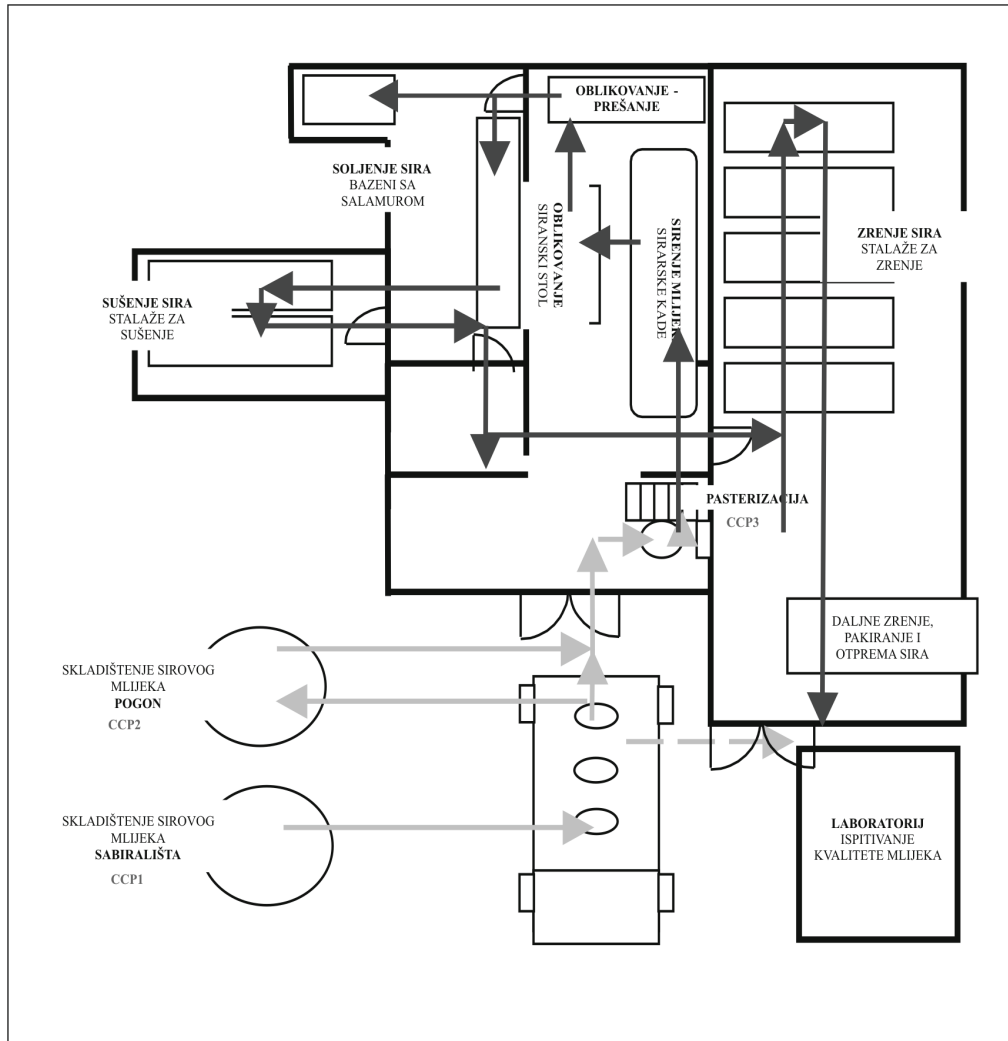 OBLIKOVANJE -
PREŠANJE
SOLJENJE SIRA
BAZENI SA
SALAMUROM
OBLIKOVANJE
SIRANSKI STOL
SIRENJE MLIJEKA
SIRARSKE KADE
ZRENJE SIRA
STALAŽE ZA
ZRENJE
SUŠENJE SIRA
STALAŽE ZA
SUŠENJE
PASTERIZACIJA
CCP3
DALJNE ZRENJE,
PAKIRANJE I
OTPREMA SIRA
SKLADIŠTENJE SIROVOG
MLIJEKA
POGON
CCP2
SKLADIŠTENJE SIROVOG
MLIJEKA
SABIRALIŠTA
CCP1
LABORATORIJ
ISPITIVANJE
KVALITETE MLIJEKA